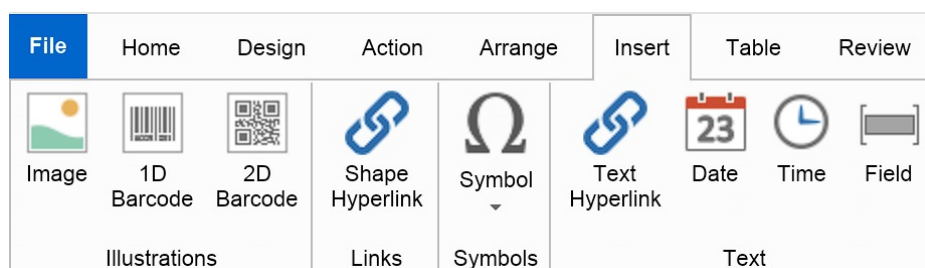 File Home Design Action Arrange Insert Table Review
23
Image 1D Barcode 2D Barcode Shape Hyperlink Symbol Text Hyperlink Date Time Field
Illustrations Links Symbols Text